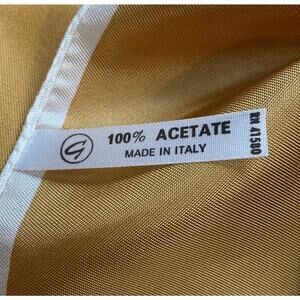 100% ACETATE
MADE IN ITALY
RN 41580